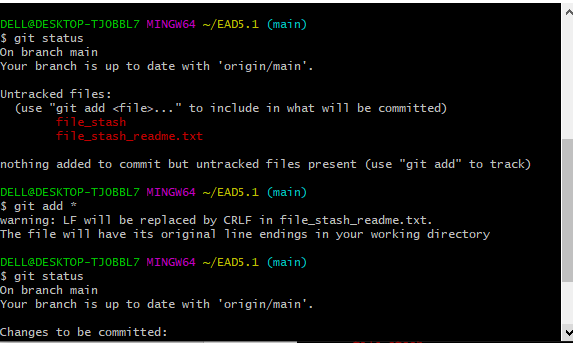 DELL@DESKTOP-TJOBBL7 MINGW64 ~/EAD5.1 (main)
$ git status
On branch main
Your branch is up to date with 'origin/main'.
Untracked files:
(use "git add <file>..." to include in what will be committed)
file_stash
file_stash_readme.txt
nothing added to commit but untracked files present (use "git add" to track)
DELL@DESKTOP-TJOBBL7 MINGW64 ~/EAD5.1 (main)
$ git add *
warning: LF will be replaced by CRLF in file_stash_readme.txt.
The file will have its original line endings in your working directory
DELL@DESKTOP-TJOBBL7 MINGW64 ~/EAD5.1 (main)
$ git status
On branch main
Your branch is up to date with 'origin/main'.
Changes to be committed: